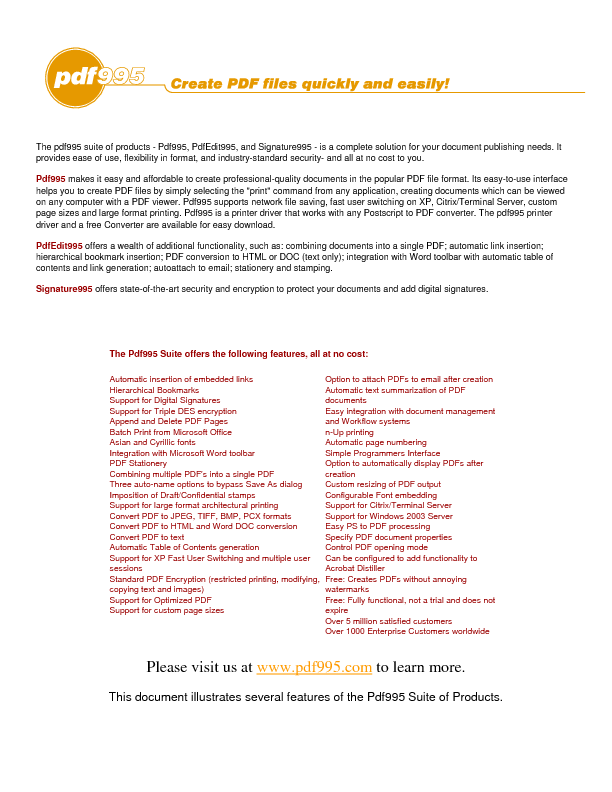 pdf995
Create PDF files quickly and easily!
The pdf995 suite of products - Pdf995, PdfEdit995, and Signature995 - is a complete solution for your document publishing needs. It
provides ease of use, flexibility in format, and industry-standard security- and all at no cost to you.
Pdf995 makes it easy and affordable to create professional-quality documents in the popular PDF file format. Its easy-to-use interface
helps you to create PDF files by simply selecting the "print" command from any application, creating documents which can be viewed
on any computer with a PDF viewer. Pdf995 supports network file saving, fast user switching on XP, Citrix/Terminal Server, custom
page sizes and large format printing. Pdf995 is a printer driver that works with any Postscript to PDF converter. The pdf995 printer
driver and a free Converter are available for easy download.
PdfEdit995 offers a wealth of additional functionality, such as: combining documents into a single PDF; automatic link insertion;
hierarchical bookmark insertion; PDF conversion to HTML or DOC (text only); integration with Word toolbar with automatic table of
contents and link generation; autoattach to email; stationery and stamping.
Signature995 offers state-of-the-art security and encryption to protect your documents and add digital signatures.
The Pdf995 Suite offers the following features, all at no cost:
Automatic insertion of embedded links
Hierarchical Bookmarks
Support for Digital Signatures
Support for Triple DES encryption
Append and Delete PDF Pages
Batch Print from Microsoft Office
Asian and Cyrillic fonts
Integration with Microsoft Word toolbar
PDF Stationery
Combining multiple PDF's into a single PDF
Three auto-name options to bypass Save As dialog
Imposition of Draft/Confidential stamps
Support for large format architectural printing
Convert PDF to JPEG, TIFF, BMP, PCX formats
Convert PDF to HTML and Word DOC conversion
Convert PDF to text
Automatic Table of Contents generation
Support for XP Fast User Switching and multiple user
sessions
Standard PDF Encryption (restricted printing, modifying,
copying text and images)
Support for Optimized PDF
Support for custom page sizes
Option to attach PDFs to email after creation
Automatic text summarization of PDF
documents
Easy integration with document management
and Workflow systems
n-Up printing
Automatic page numbering
Simple Programmers Interface
Option to automatically display PDFs after
creation
Custom resizing of PDF output
Configurable Font embedding
Support for Citrix/Terminal Server
Support for Windows 2003 Server
Easy PS to PDF processing
Specify PDF document properties
Control PDF opening mode
Can be configured to add functionality to
Acrobat Distiller
Free: Creates PDFs without annoying
watermarks
Free: Fully functional, not a trial and does not
expire
Over 5 million satisfied customers
Over 1000 Enterprise Customers worldwide
Please visit us at www.pdf995.com to learn more.
This document illustrates several features of the Pdf995 Suite of Products.